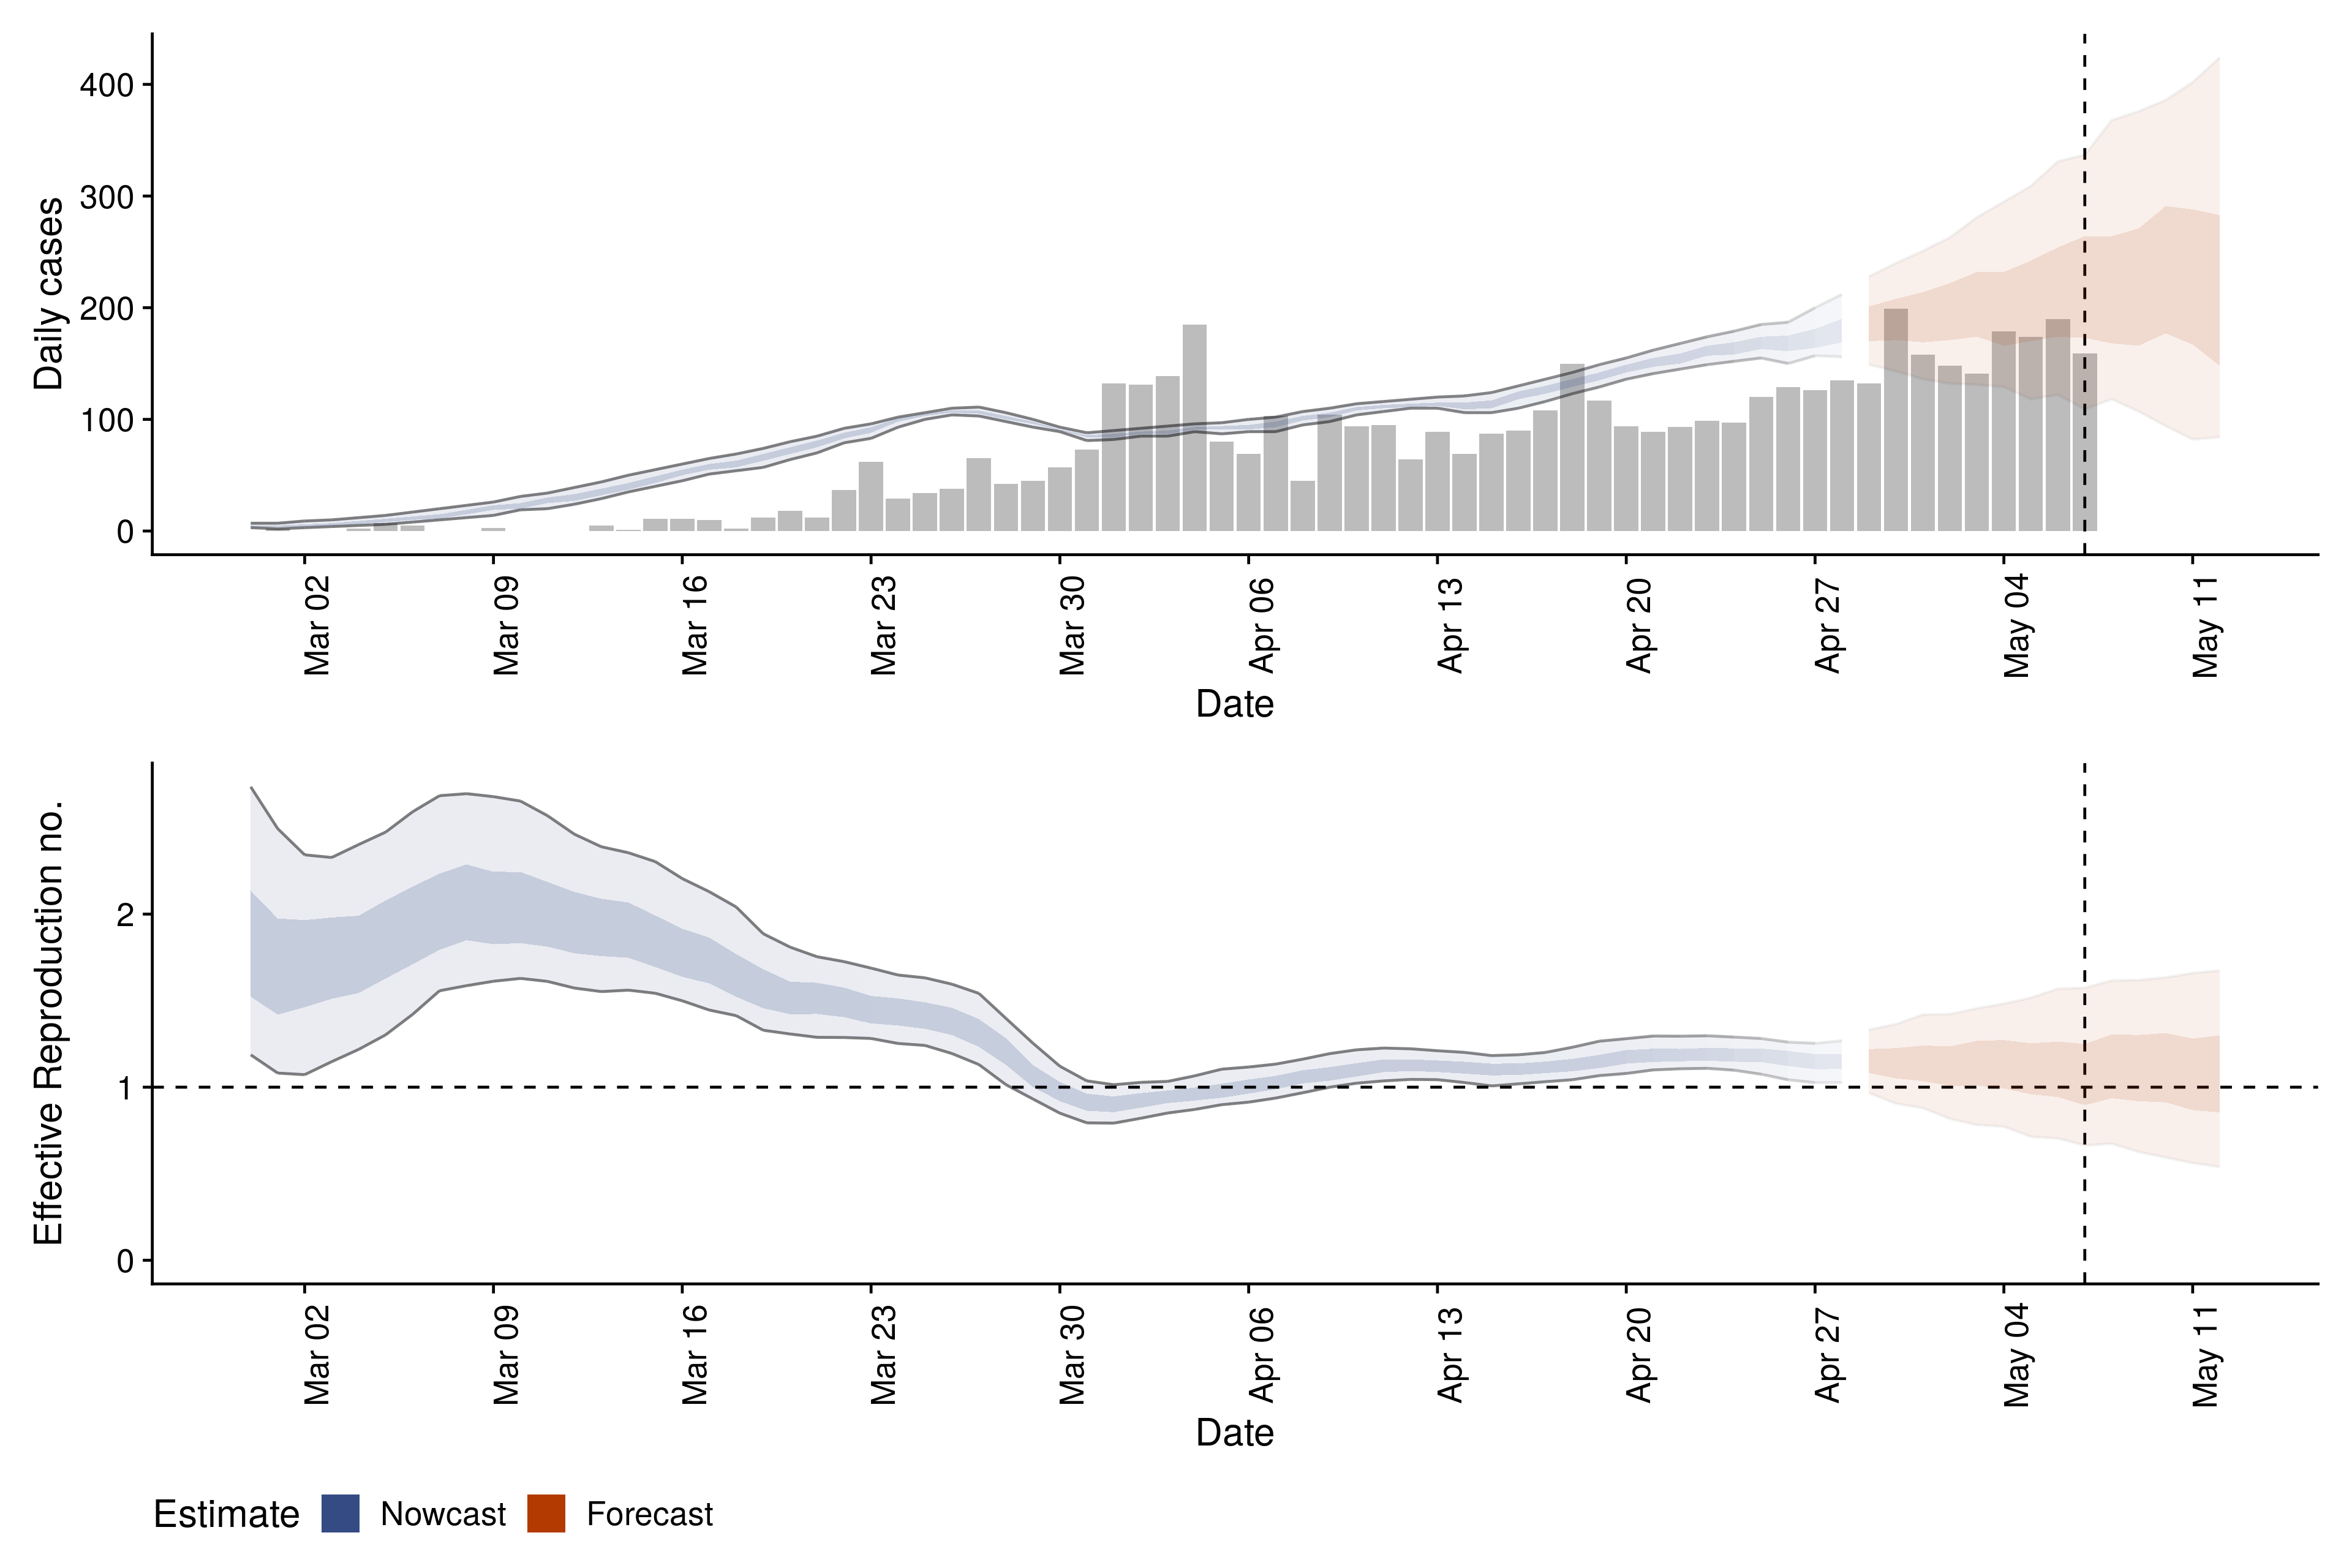 Daily cases
400
300
200
100
0
Mar 02
Mar 09
Mar 16
Mar 23
Mar 30
Apr 06
Apr 13
Apr 20
Apr 27
May 04
May 11
Date
Effective Reproduction no.
2
1
0
Mar 02
Mar 09
Mar 16
Mar 23
Mar 30
Apr 06
Apr 13
Apr 20
Apr 27
May 04
May 11
Date
Estimate Nowcast Forecast